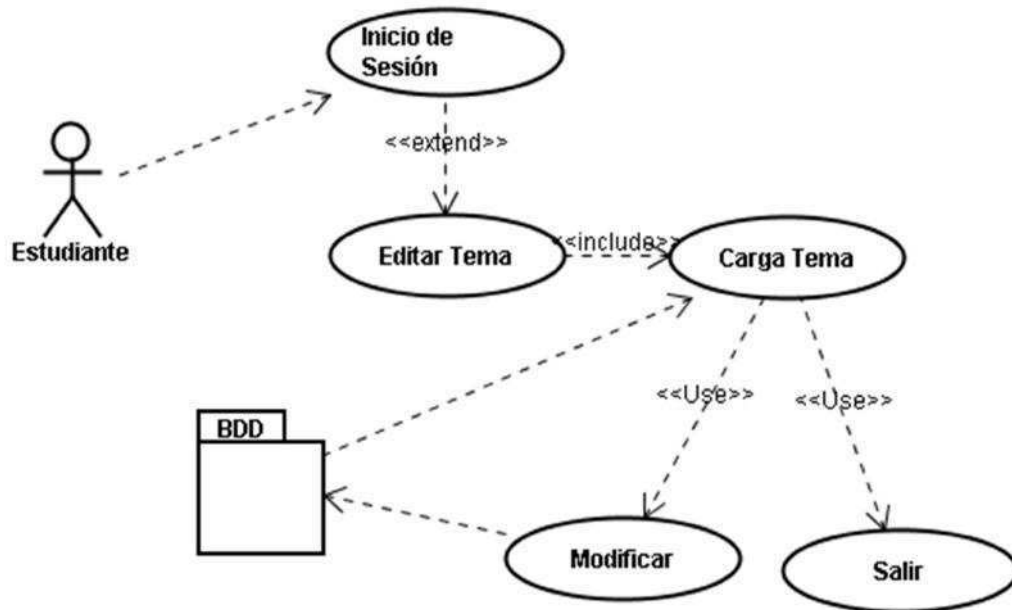 Inicio de
Sesión
<<extend>>
Estudiante
Editar Tema
<<include>>
Carga Tema
<<Use>>
<<Use>>
BDD
Modificar
Salir